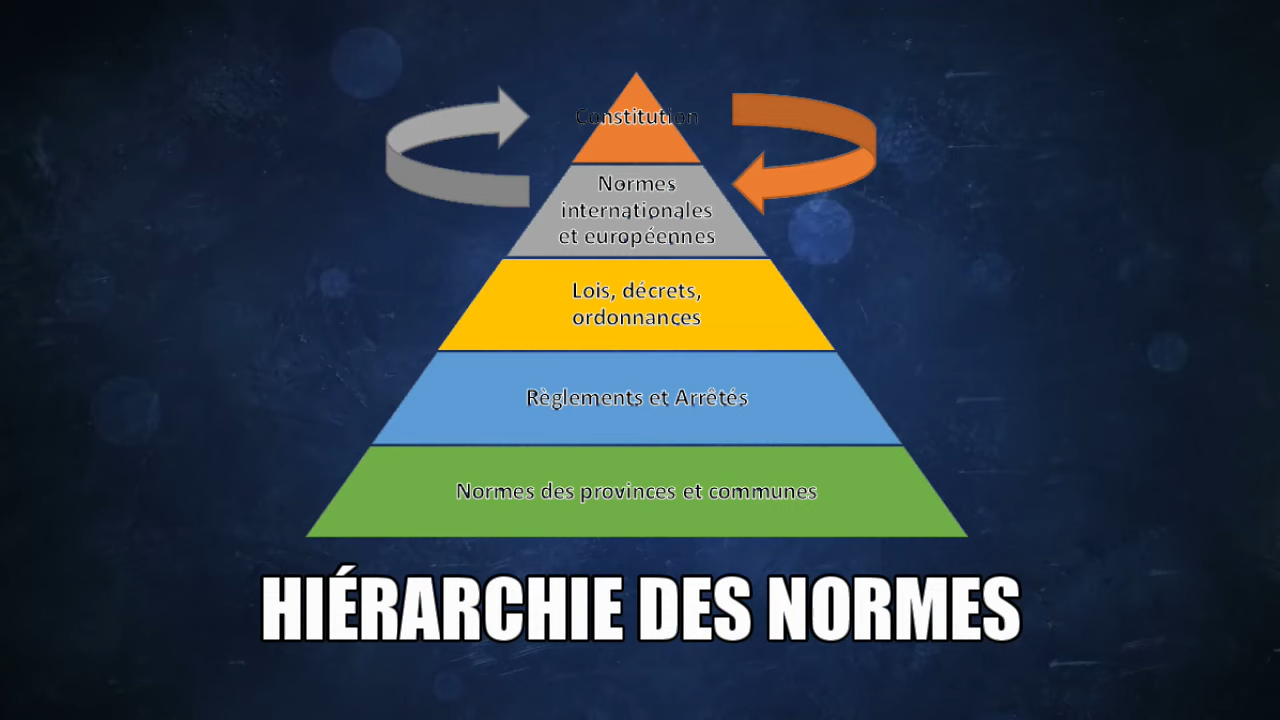 Constitution
Normes
internationales
et européennes
Lois, décrets,
ordonnances
Règlements et Arrêtés
Normes des provinces et communes
HIÉRARCHIE DES NORMES